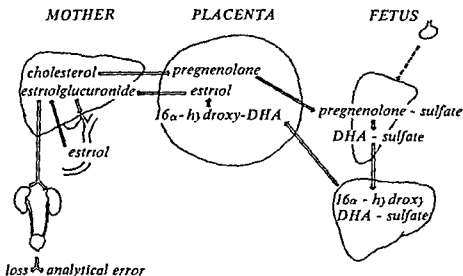 MOTHER PLACENTA FETUS
cholesterol pregnenolone
estriolglucuronide estriol
16α-hydroxy-DHA pregnenolone - sulfate
DHA - sulfate
estriol
16α - hydroxy
DHA - sulfate
loss analytical error